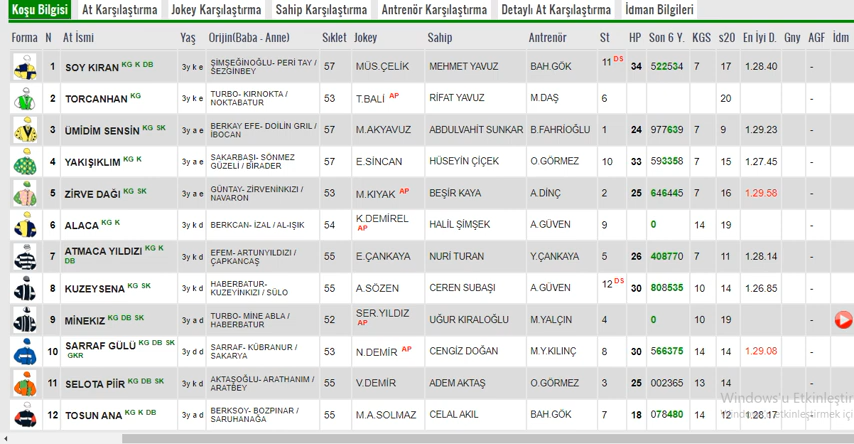 Koşu Bilgisi At Karşılaştırma Jokey Karşılaştırma Sahip Karşılaştırma Antrenör Karşılaştırma Detaylı At Karşılaştırma İdman Bilgileri
Forma N At İsmi Yaş Orijin(Baba - Anne) Sıklet Jokey Sahip Antrenör St HP Son 6 Y. KGS s20 En İyi D. Gny AGF İdm
1 SOY KIRAN KG K DB 3y k e ŞİMŞEĞİNOĞLU- PERİ TAY / SEZGİNBEY 57 MÜS.ÇELİK MEHMET YAVUZ BAH.GÖK 11 DS 34 522534 7 17 1.28.40 -
2 TORCANHAN KG 3y k e TURBO- KIRNOKTA / NOKTABATUR 53 T.BALİ AP RİFAT YAVUZ M.DAŞ 6 20 -
3 ÜMİDİM SENSİN KG SK 3y a e BERKAY EFE- DOİLİN GRIL / İBOCAN 57 M.AKYAVUZ ABDULVAHİT SUNKAR B.FAHRİOĞLU 1 24 977639 7 9 1.29.23 -
4 YAKIŞIKLIM KG K 3y a e SAKARBAŞI- SÖNMEZ GÜZELİ / BİRADER 57 E.SİNCAN HÜSEYİN ÇİÇEK O.GÖRMEZ 10 33 593358 7 15 1.27.45 -
5 ZİRVE DAĞI KG SK 3y a e GÜNTAY- ZİRVENİNKIZI / NAVARON 53 M.KIYAK AP BEŞİR KAYA A.DİNÇ 2 25 646445 7 16 1.29.58 -
6 ALACA KG K 3y k d BERKCAN- İZAL / AL-IŞIK 54 K.DEMİREL AP HALİL ŞİMŞEK A.GÜVEN 9 0 14 19 -
7 ATMACA YILDIZI KG K DB 3y k d EFEM- ARTUNYILDIZI / ÇAPKANCAŞ 55 E.ÇANKAYA NURİ TURAN Y.ÇANKAYA 5 26 408770 7 11 1.28.14 -
8 KUZEYSENA KG SK 3y k d HABERBATUR- KUZEYİNKIZI / SÜLO 55 A.SÖZEN CEREN SUBAŞI A.GÜVEN 12 DS 30 808535 10 14 1.26.85 -
9 MİNEKIZ KG DB SK 3y a d TURBO- MİNE ABLA / HABERBATUR 52 SER.YILDIZ AP UĞUR KIRALOĞLU M.YALÇIN 4 0 10 19 -
10 SARRAF GÜLÜ KG DB SK GKR 3y d d SARRAF- KÜBRANUR / SAKARYA 53 N.DEMİR AP CENGİZ DOĞAN M.Y.KILINÇ 8 30 566375 14 14 1.29.08 -
11 SELOTA PİIR KG DB SK 3y k d AKTAŞOĞLU- ARATHANIM / ARATBEY 55 V.DEMİR ADEM AKTAŞ O.GÖRMEZ 3 25 002365 13 14 -
12 TOSUN ANA KG K DB 3y a d BERKSOY- BOZPINAR / SARUHANAĞA 55 M.A.SOLMAZ CELAL AKIL BAH.GÖK 7 18 078480 14 12 1.28.17 -
Windows'u Etkinleştir
Windows'u etkinleştirmek içi